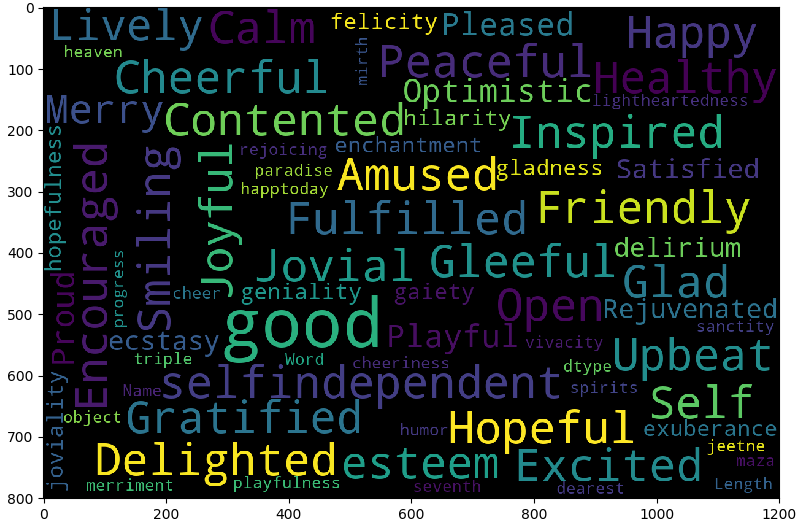 0
Lively Calm felicity Pleased Happy
heaven mirth Peaceful
100
Cheerful Healthy
Optimistic lightheartedness
Merry Contented hilarity
200
Inspired
rejoicing enchantment
hopefulness Encouraged Smiling Joyful paradise Amused gladness Satisfied
happtoday
300
Fulfilled Friendly
400
delirium
Jovial Gleeful
Proud progress cheer geniality gaiety Glad
Open Rejuvenated
500
good sanctity
ecstasy Playful vivacity
triple Word cheeriness dtype Upbeat
600
Name selfindependent spirits
object Gratified Self
joviality humor Hopeful exuberance
700
jeetne
Delighted esteem Excited maza
merriment playfulness seventh dearest Length
800
0 200 400 600 800 1000 1200